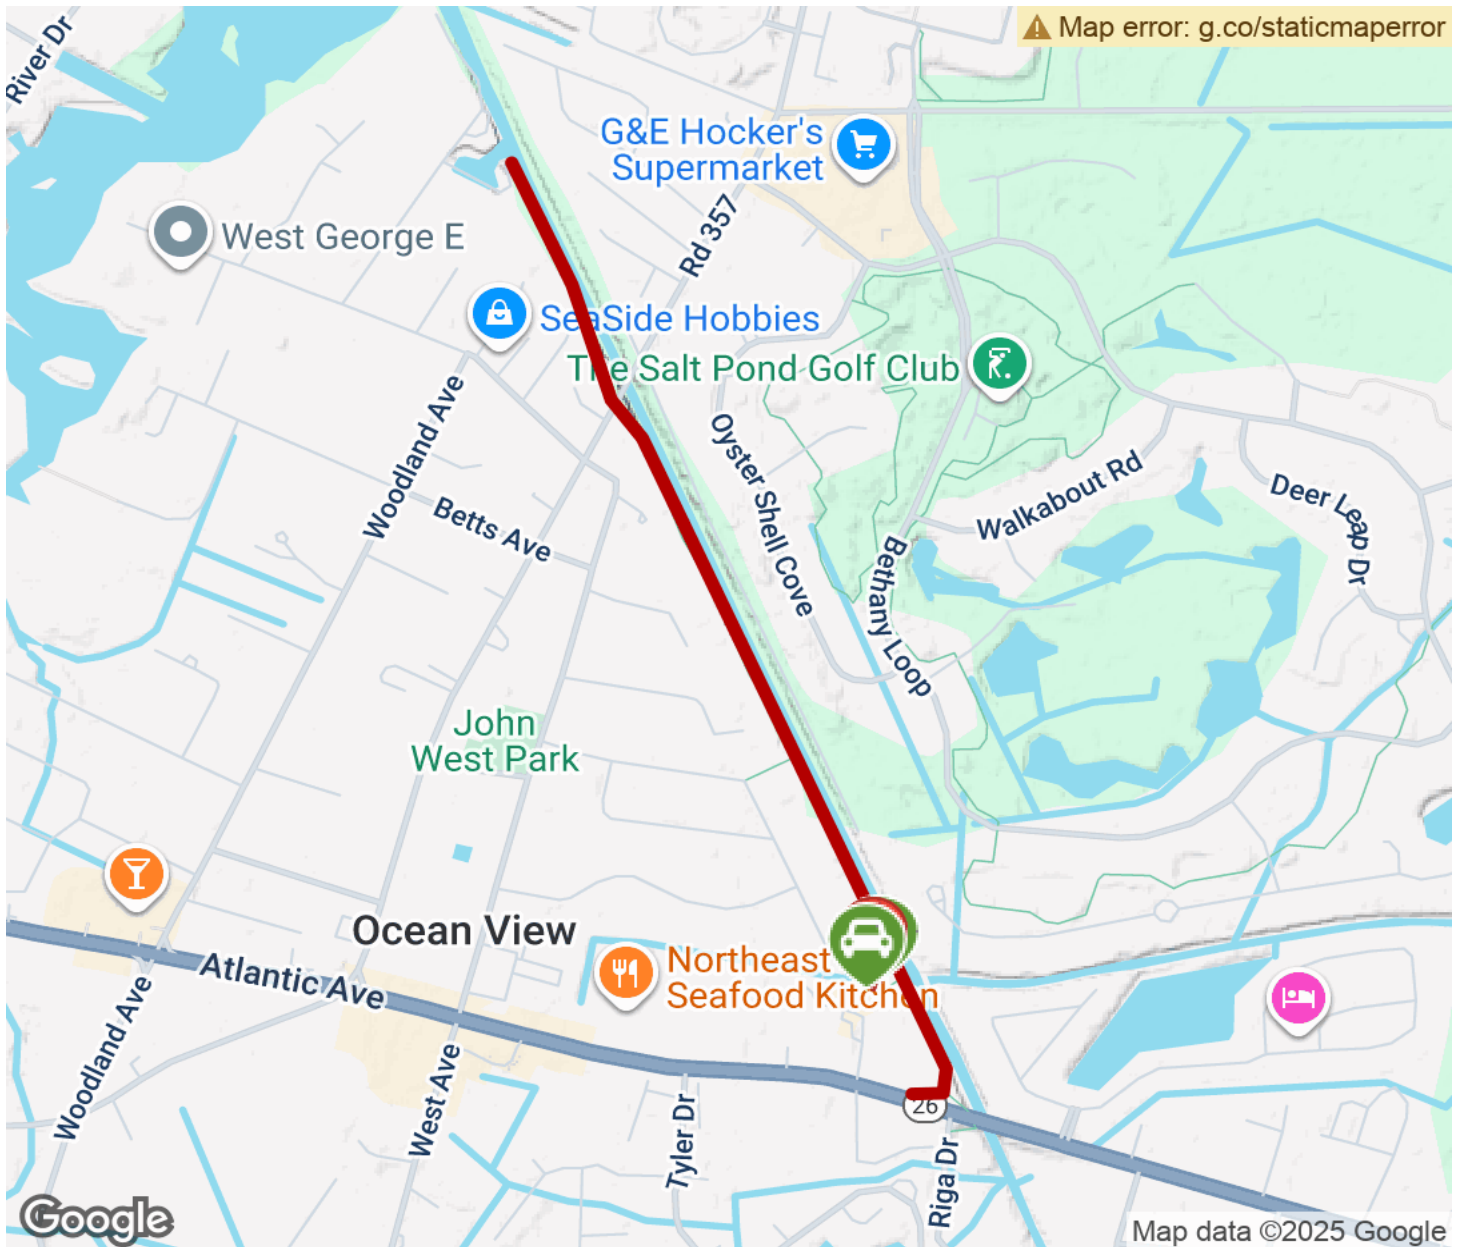 Map error: g.co/staticmaperror
River Dr
G&E Hocker's
Supermarket
West George E
Rd 357
SeaSide Hobbies
The Salt Pond Golf Club
Woodland Ave
Oyster Shell Cove
Walkabout Rd
Deer Leap Dr
Betts Ave
Bethany Loop
John
West Park
Ocean View
Northeast
Seafood Kitchen
Atlantic Ave
Woodland Ave
West Ave
Tyler Dr
26
Riga Dr
Google
Map data ©2025 Google